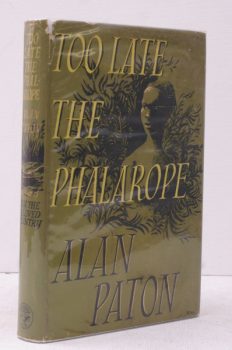 TOO LATE
THE
PHALAROPE
ALAN
PATON
TOO
LATE
THE
PHAL-
AROPE
ALAN
PATON